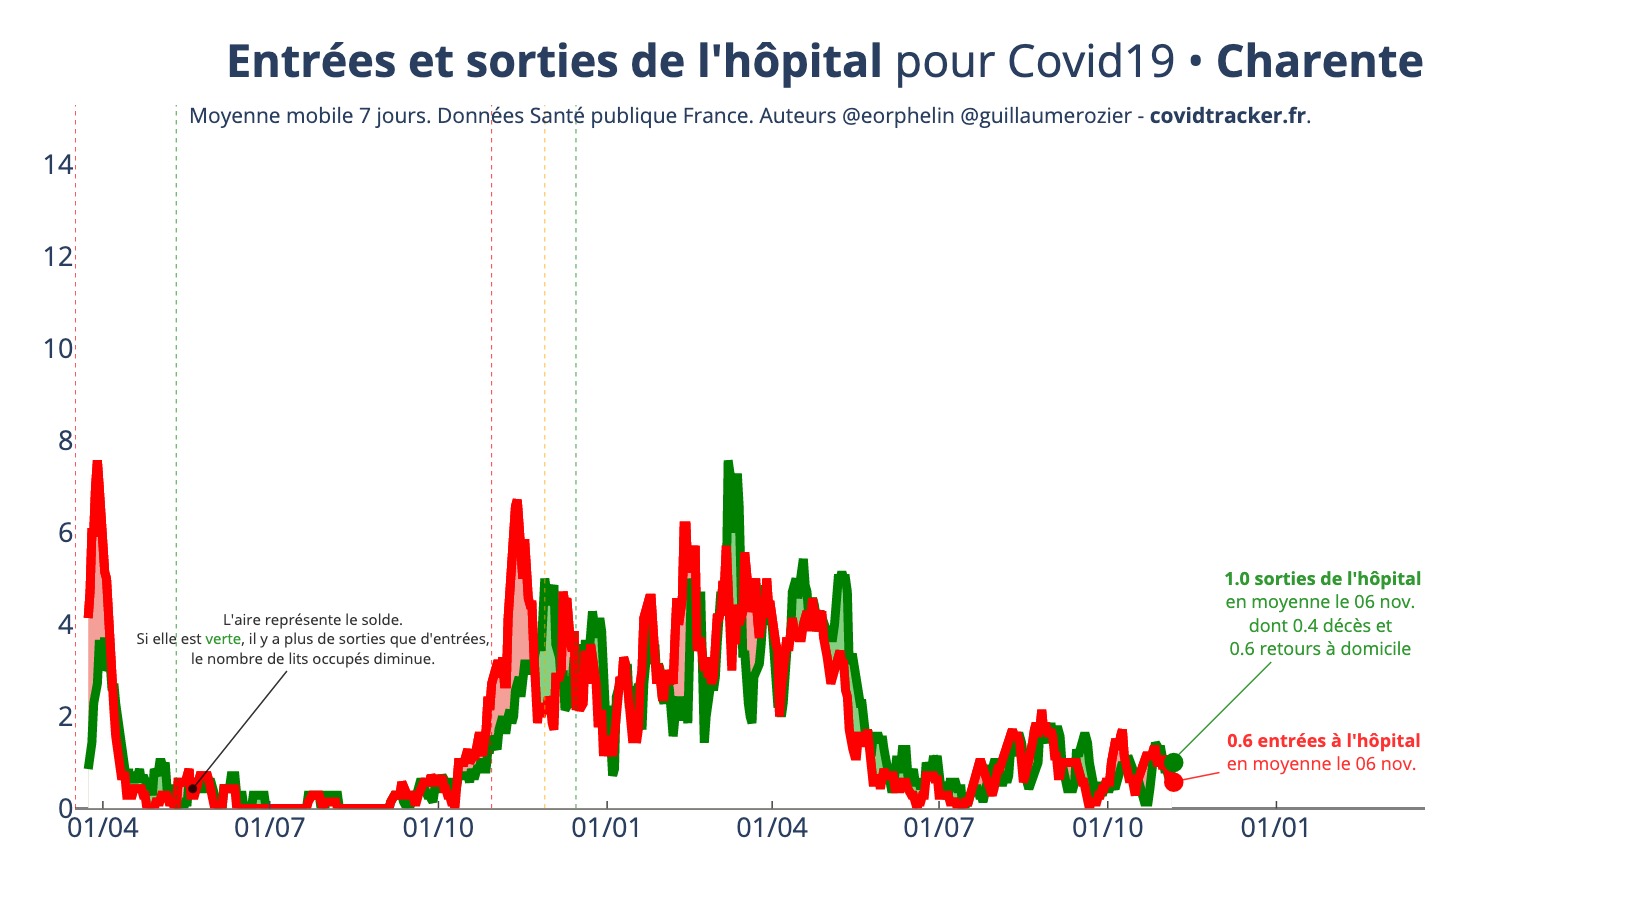 Entrées et sorties de l'hôpital pour Covid19 • Charente
Moyenne mobile 7 jours. Données Santé publique France. Auteurs @eorphelin @guillaumerozier - covidtracker.fr.
14
12
10
8
6
4
2
0
L'aire représente le solde.
Si elle est verte, il y a plus de sorties que d'entrées,
le nombre de lits occupés diminue.
1.0 sorties de l'hôpital
en moyenne le 06 nov.
dont 0.4 décès et
0.6 retours à domicile
0.6 entrées à l'hôpital
en moyenne le 06 nov.
01/04 01/07 01/10 01/01 01/04 01/07 01/10 01/01